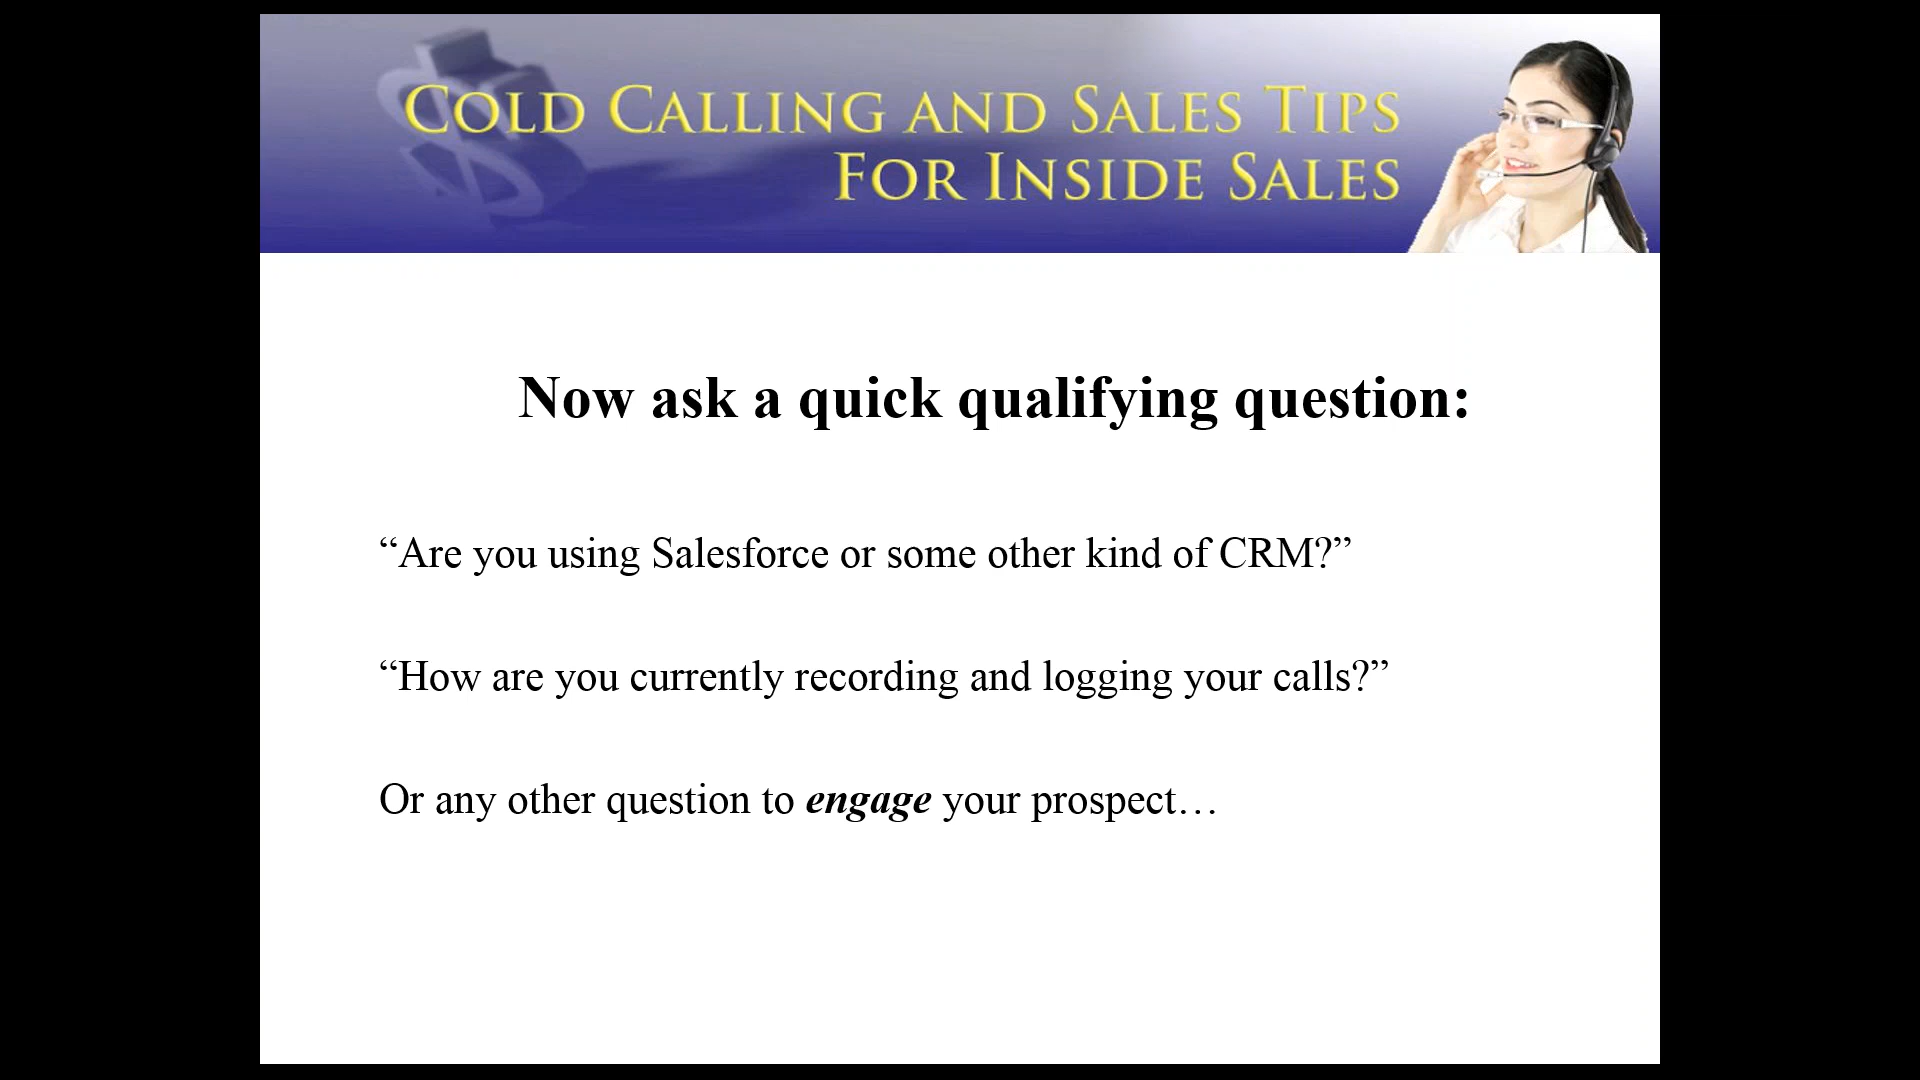 COLD CALLING AND SALES TIPS
FOR INSIDE SALES
Now ask a quick qualifying question:
“Are you using Salesforce or some other kind of CRM?”
“How are you currently recording and logging your calls?”
Or any other question to engage your prospect…